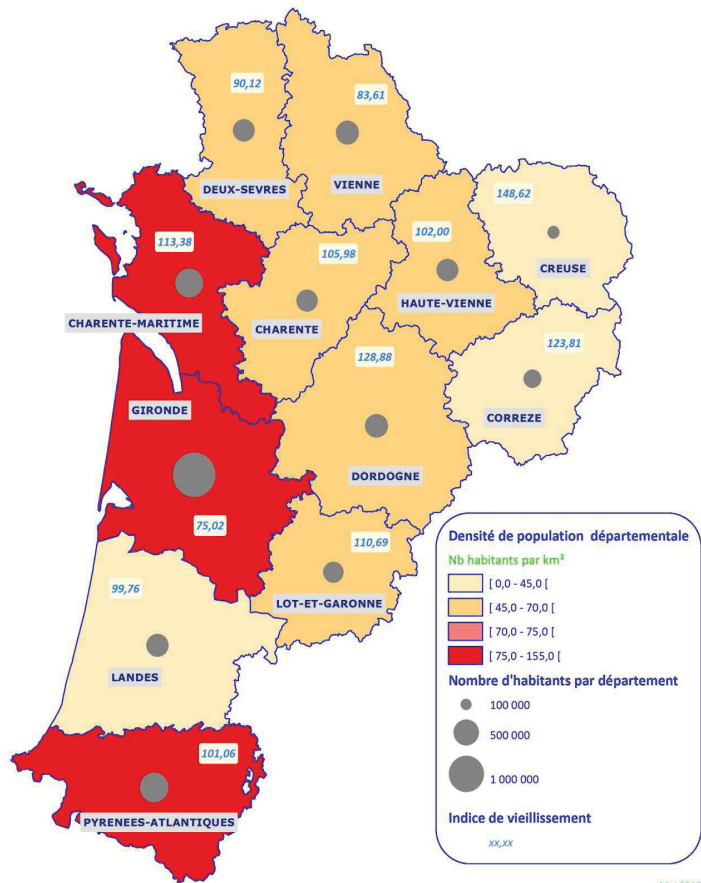 90,12
83,61
DEUX-SEVRES
VIENNE
148,62
113,38
102,00
105,98
CREUSE
HAUTE-VIENNE
CHARENTE-MARITIME
CHARENTE
123,81
128,88
GIRONDE
CORREZE
DORDOGNE
75,02
110,69
99,76
LOT-ET-GARONNE
LANDES
101,06
PYRENEES-ATLANTIQUES
Densité de population départementale
Nb habitants par km²
[ 0,0 - 45,0 [
[ 45,0 - 70,0 [
[ 70,0 - 75,0 [
[ 75,0 - 155,0 [
Nombre d'habitants par département
100 000
500 000
1 000 000
Indice de vieillissement
xx,xx